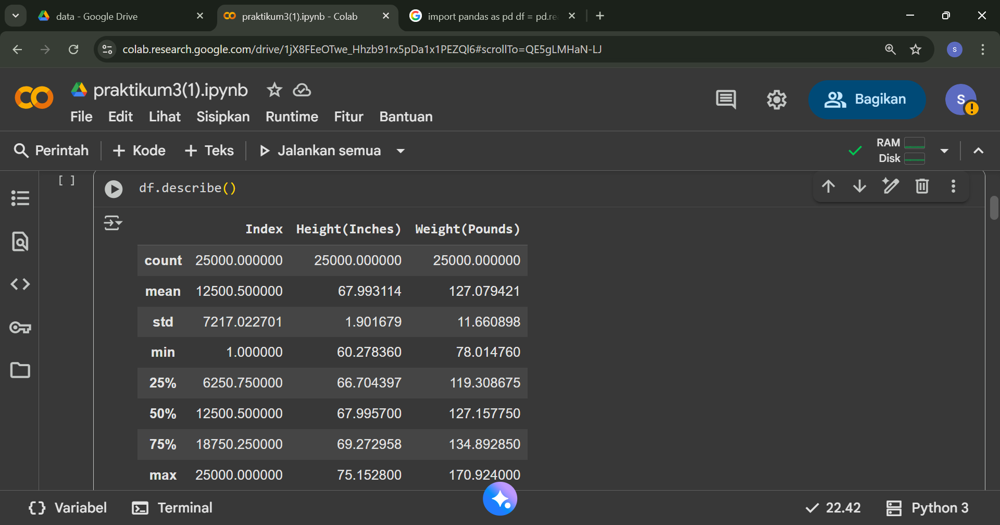 data - Google Drive
praktikum3(1).ipynb - Colab
import pandas as pd df = pd.re
colab.research.google.com/drive/1jX8FEeOTwe_Hhzb91rx5pDa1x1PEZQl6#scrollTo=QE5gLMHaN-LJ
S
praktikum3(1).ipynb
File Edit Lihat Sisipkan Runtime Fitur Bantuan
Bagikan
S
Perintah + Kode + Teks Jalankan semua
RAM
Disk
[ ]
df.describe()
Index Height(Inches) Weight(Pounds)
count 25000.000000 25000.000000 25000.000000
mean 12500.500000 67.993114 127.079421
std 7217.022701 1.901679 11.660898
min 1.000000 60.278360 78.014760
25% 6250.750000 66.704397 119.308675
50% 12500.500000 67.995700 127.157750
75% 18750.250000 69.272958 134.892850
max 25000.000000 75.152800 170.924000
{} Variabel Terminal
22.42 Python 3